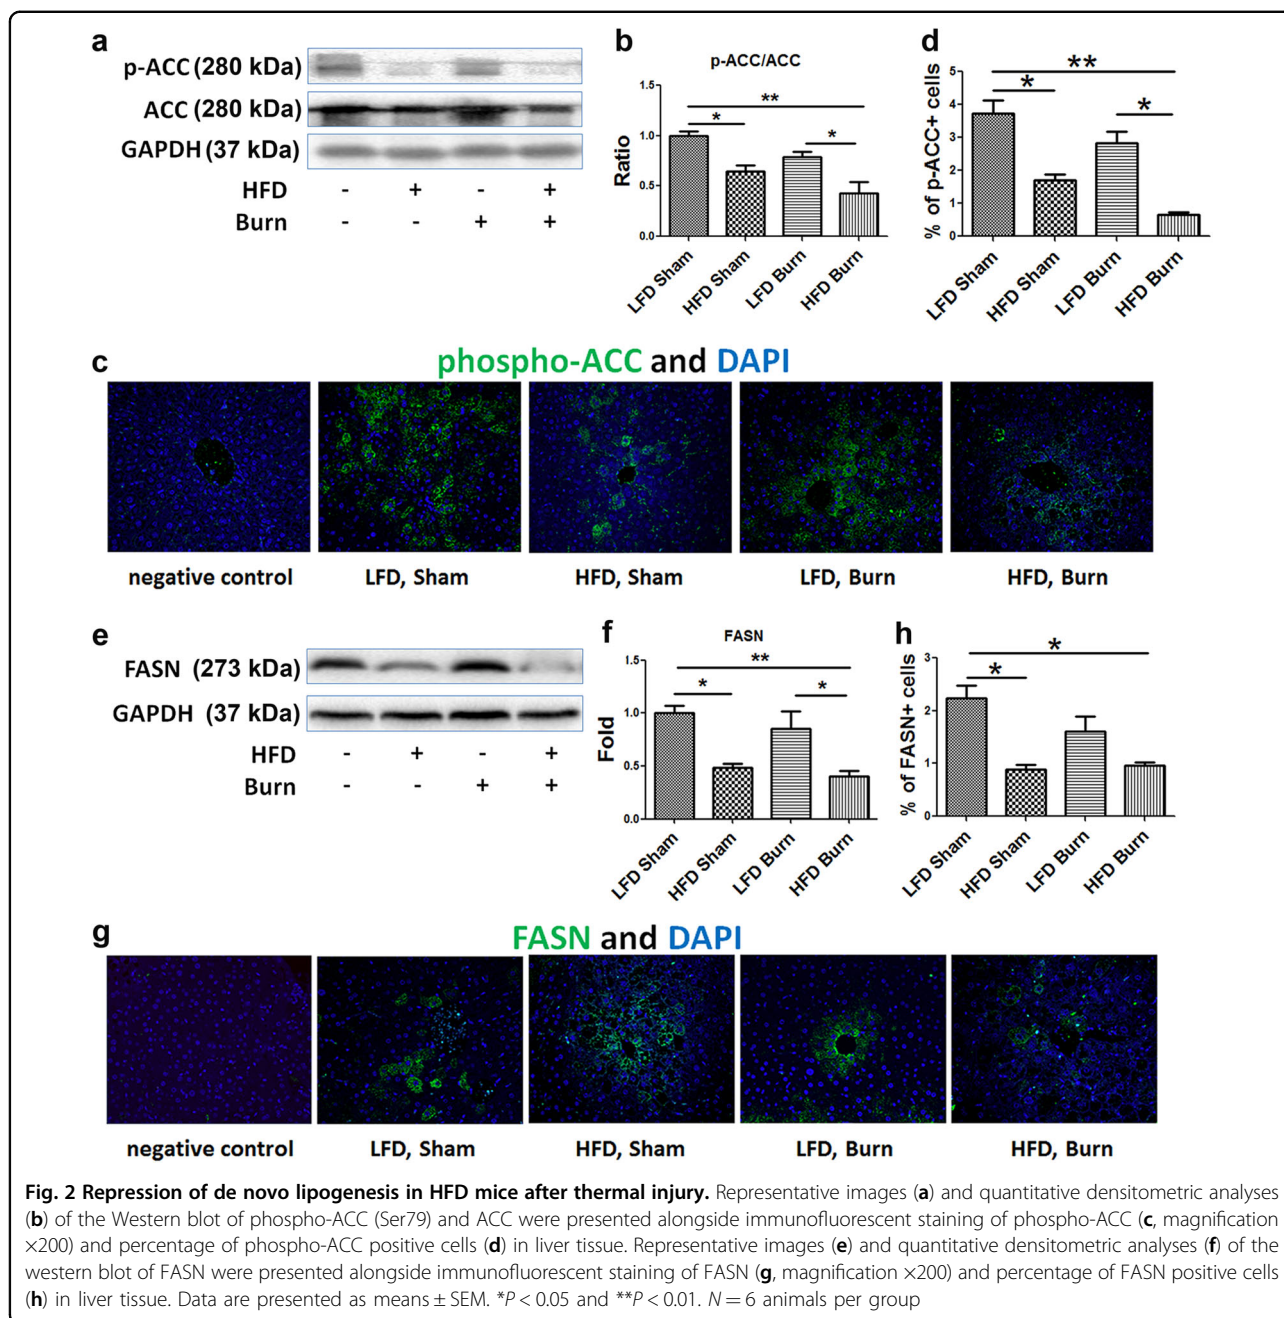 a
p-ACC (280 kDa)
ACC (280 kDa)
GAPDH (37 kDa)
HFD - + - +
Burn - - + +
b
p-ACC/ACC
Ratio
1.5
1.0
0.5
0.0
**
*
*
LFD Sham
HFD Sham
LFD Burn
HFD Burn
d
% of p-ACC+ cells
5
4
3
2
1
0
**
*
*
LFD Sham
HFD Sham
LFD Burn
HFD Burn
c
phospho-ACC and DAPI
negative control
LFD, Sham
HFD, Sham
LFD, Burn
HFD, Burn
e
FASN (273 kDa)
GAPDH (37 kDa)
HFD - + - +
Burn - - + +
f
FASN
Fold
1.5
1.0
0.5
0.0
**
*
*
LFD Sham
HFD Sham
LFD Burn
HFD Burn
h
% of FASN+ cells
3
2
1
0
*
*
LFD Sham
HFD Sham
LFD Burn
HFD Burn
g
FASN and DAPI
negative control
LFD, Sham
HFD, Sham
LFD, Burn
HFD, Burn
Fig. 2 Repression of de novo lipogenesis in HFD mice after thermal injury. Representative images (a) and quantitative densitometric analyses
(b) of the Western blot of phospho-ACC (Ser79) and ACC were presented alongside immunofluorescent staining of phospho-ACC (c, magnification
×200) and percentage of phospho-ACC positive cells (d) in liver tissue. Representative images (e) and quantitative densitometric analyses (f) of the
western blot of FASN were presented alongside immunofluorescent staining of FASN (g, magnification ×200) and percentage of FASN positive cells
(h) in liver tissue. Data are presented as means ± SEM. *P < 0.05 and **P < 0.01. N = 6 animals per group